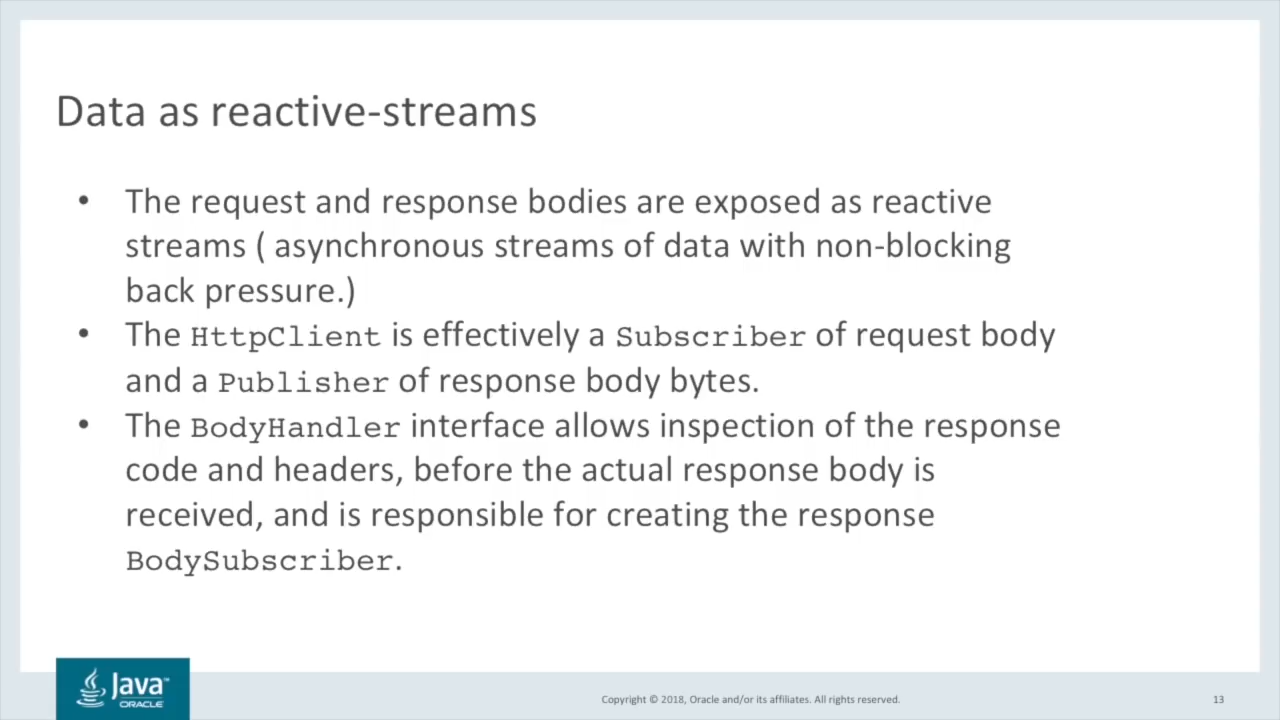 Data as reactive-streams
• The request and response bodies are exposed as reactive
streams ( asynchronous streams of data with non-blocking
back pressure.)
• The HttpClient is effectively a Subscriber of request body
and a Publisher of response body bytes.
• The BodyHandler interface allows inspection of the response
code and headers, before the actual response body is
received, and is responsible for creating the response
BodySubscriber.
Java™
ORACLE
Copyright © 2018, Oracle and/or its affiliates. All rights reserved.
13